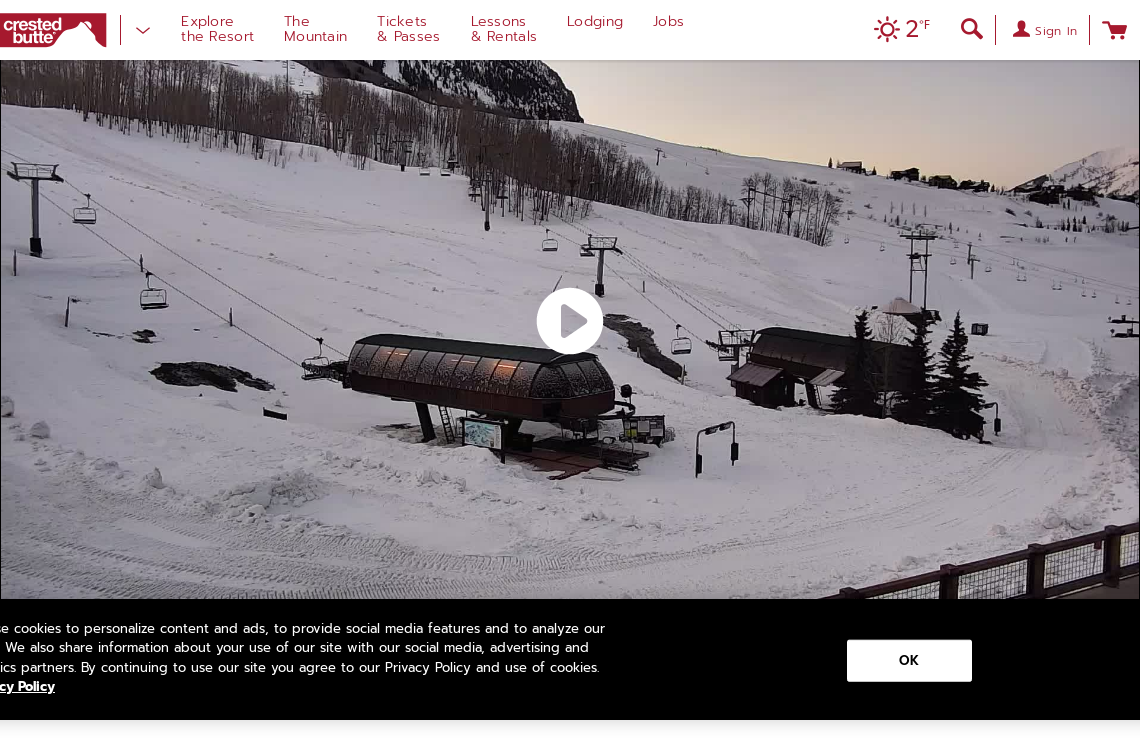 crested
butte
Explore
the Resort
The
Mountain
Tickets
& Passes
Lessons
& Rentals
Lodging
Jobs
2°F
Sign In
cookies to personalize content and ads, to provide social media features and to analyze our
We also share information about your use of our site with our social media, advertising and
partners. By continuing to use our site you agree to our Privacy Policy and use of cookies.
Policy
OK